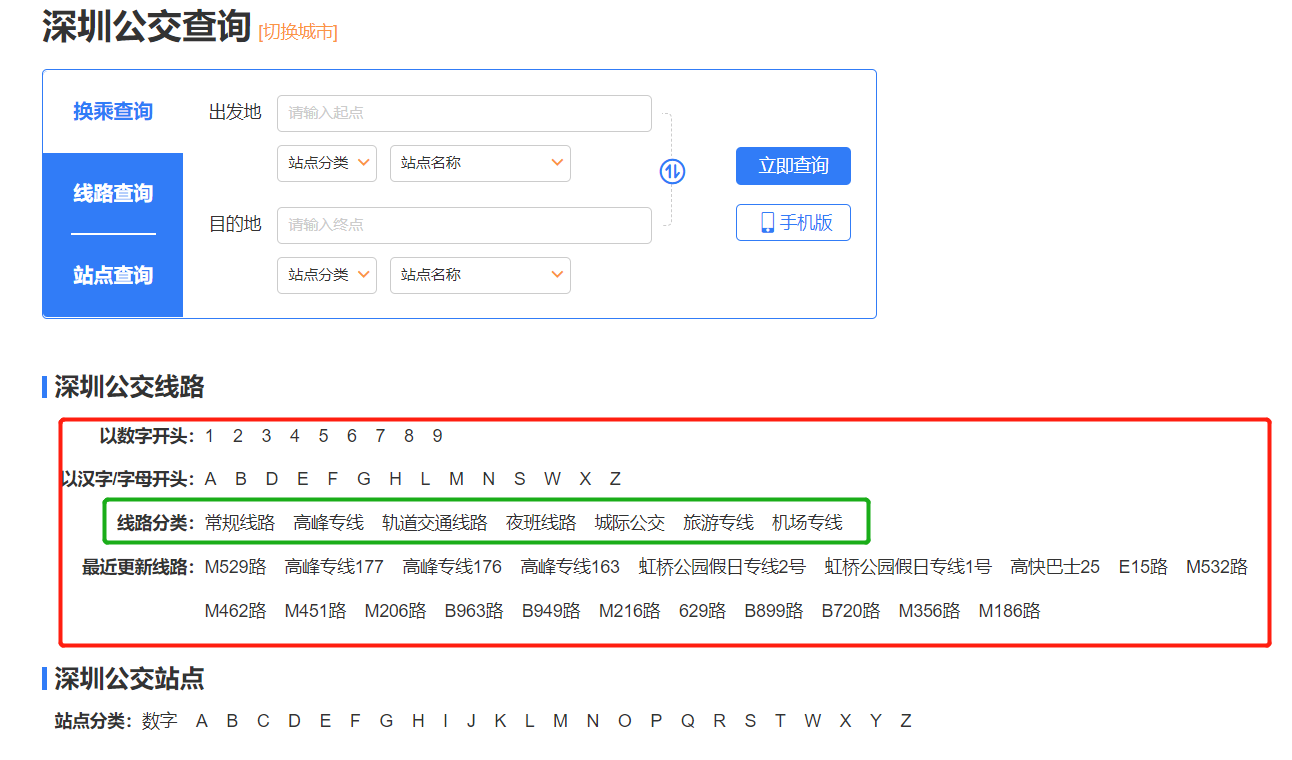 深圳公交查询 [切换城市]
换乘查询
出发地 请输入起点
站点分类 站点名称
立即查询
线路查询
目的地 请输入终点
手机版
站点查询
站点分类 站点名称
深圳公交线路
以数字开头： 1 2 3 4 5 6 7 8 9
以汉字/字母开头： A B D E F G H L M N S W X Z
线路分类： 常规线路 高峰专线 轨道交通线路 夜班线路 城际公交 旅游专线 机场专线
最近更新线路： M529路 高峰专线177 高峰专线176 高峰专线163 虹桥公园假日专线2号 虹桥公园假日专线1号 高快巴士25 E15路 M532路
M462路 M451路 M206路 B963路 B949路 M216路 629路 B899路 B720路 M356路 M186路
深圳公交站点
站点分类： 数字 A B C D E F G H I J K L M N O P Q R S T W X Y Z